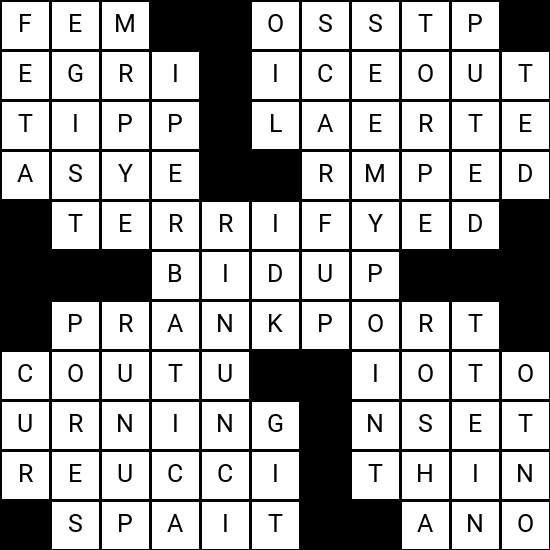 FEM OSSTP
EGRI ICEOUT
TIPP LAERTE
ASYE RMPED
TERRIFYED
BIDUP
PRANKPORT
COUTU IOTO
URNING NSET
REUCCI THIN
SPAIT ANO